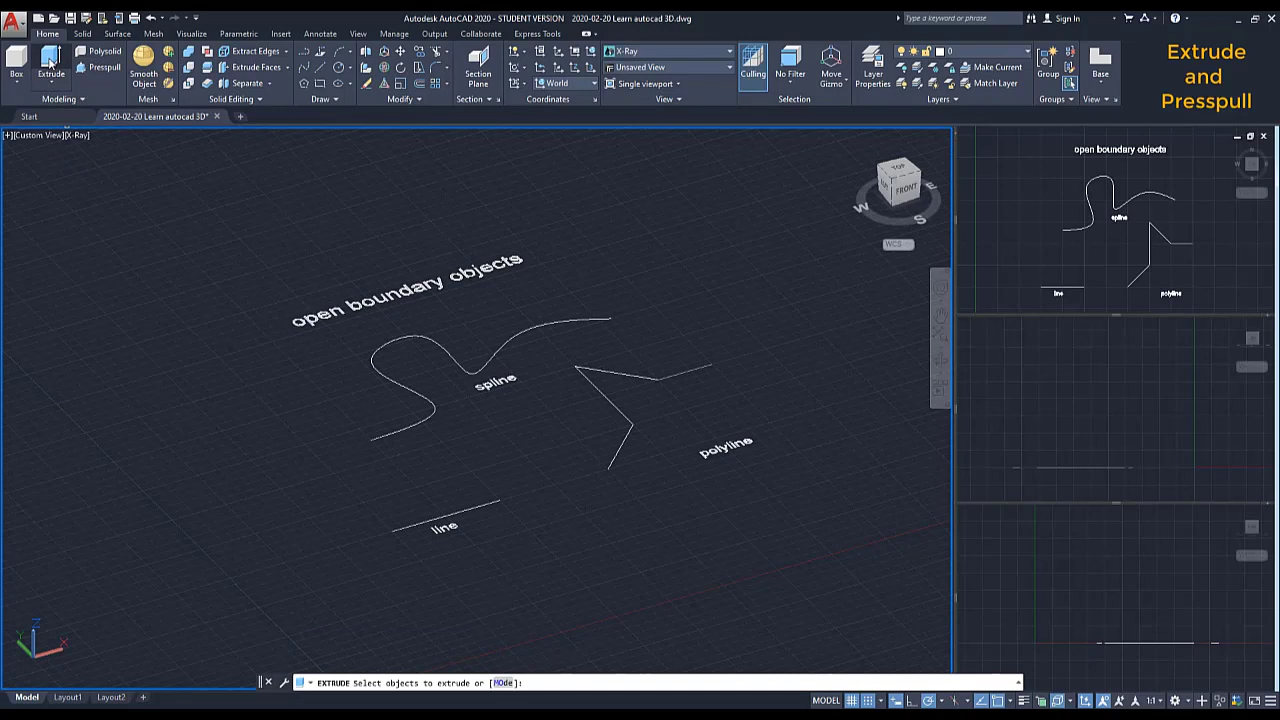 Autodesk AutoCAD 2020 - STUDENT VERSION 2020-02-20 Learn autocad 3D.dwg
Type a keyword or phrase
Sign In
Home Solid Surface Mesh Visualize Parametric Insert Annotate View Manage Output Collaborate Express Tools
Box
Extrude
Polysolid
Presspull
Smooth
Object
Extract Edges
Extrude Faces
Separate
Section
Plane
World
X-Ray
Unsaved View
Single viewport
Culling
No Filter
Move
Gizmo
Layer
Properties
0
Make Current
Match Layer
Group
Base
Modeling Mesh Solid Editing Draw Modify Section Coordinates View Selection Layers Groups View
Extrude
and
Presspull
Start
2020-02-20 Learn autocad 3D*
[+][Custom View][X-Ray]
TOP
FRONT
W
S
E
WCS
open boundary objects
spline
polyline
line
open boundary objects
spline
line
polyline
Z
Y
X
EXTRUDE Select objects to extrude or [MOde]:
Model Layout1 Layout2
MODEL
1:1